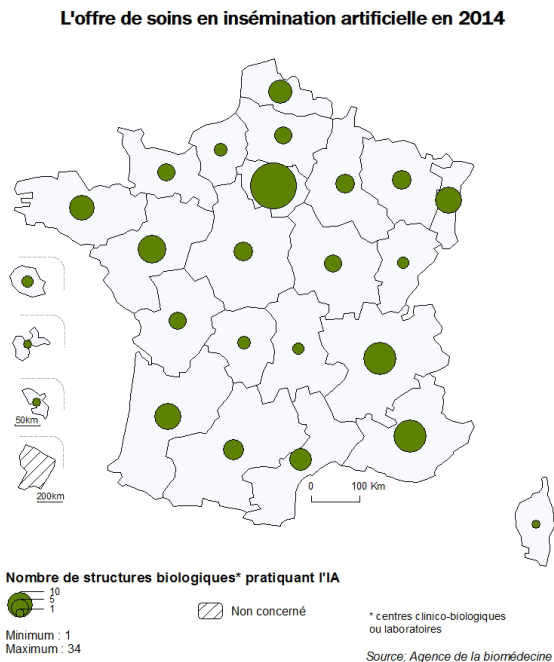 L'offre de soins en insémination artificielle en 2014
50km
200km
0 100 Km
Nombre de structures biologiques* pratiquant l'IA
10
5
1
Non concerné
Minimum : 1
Maximum : 34
* centres clinico-biologiques
ou laboratoires
Source: Agence de la biomédecine